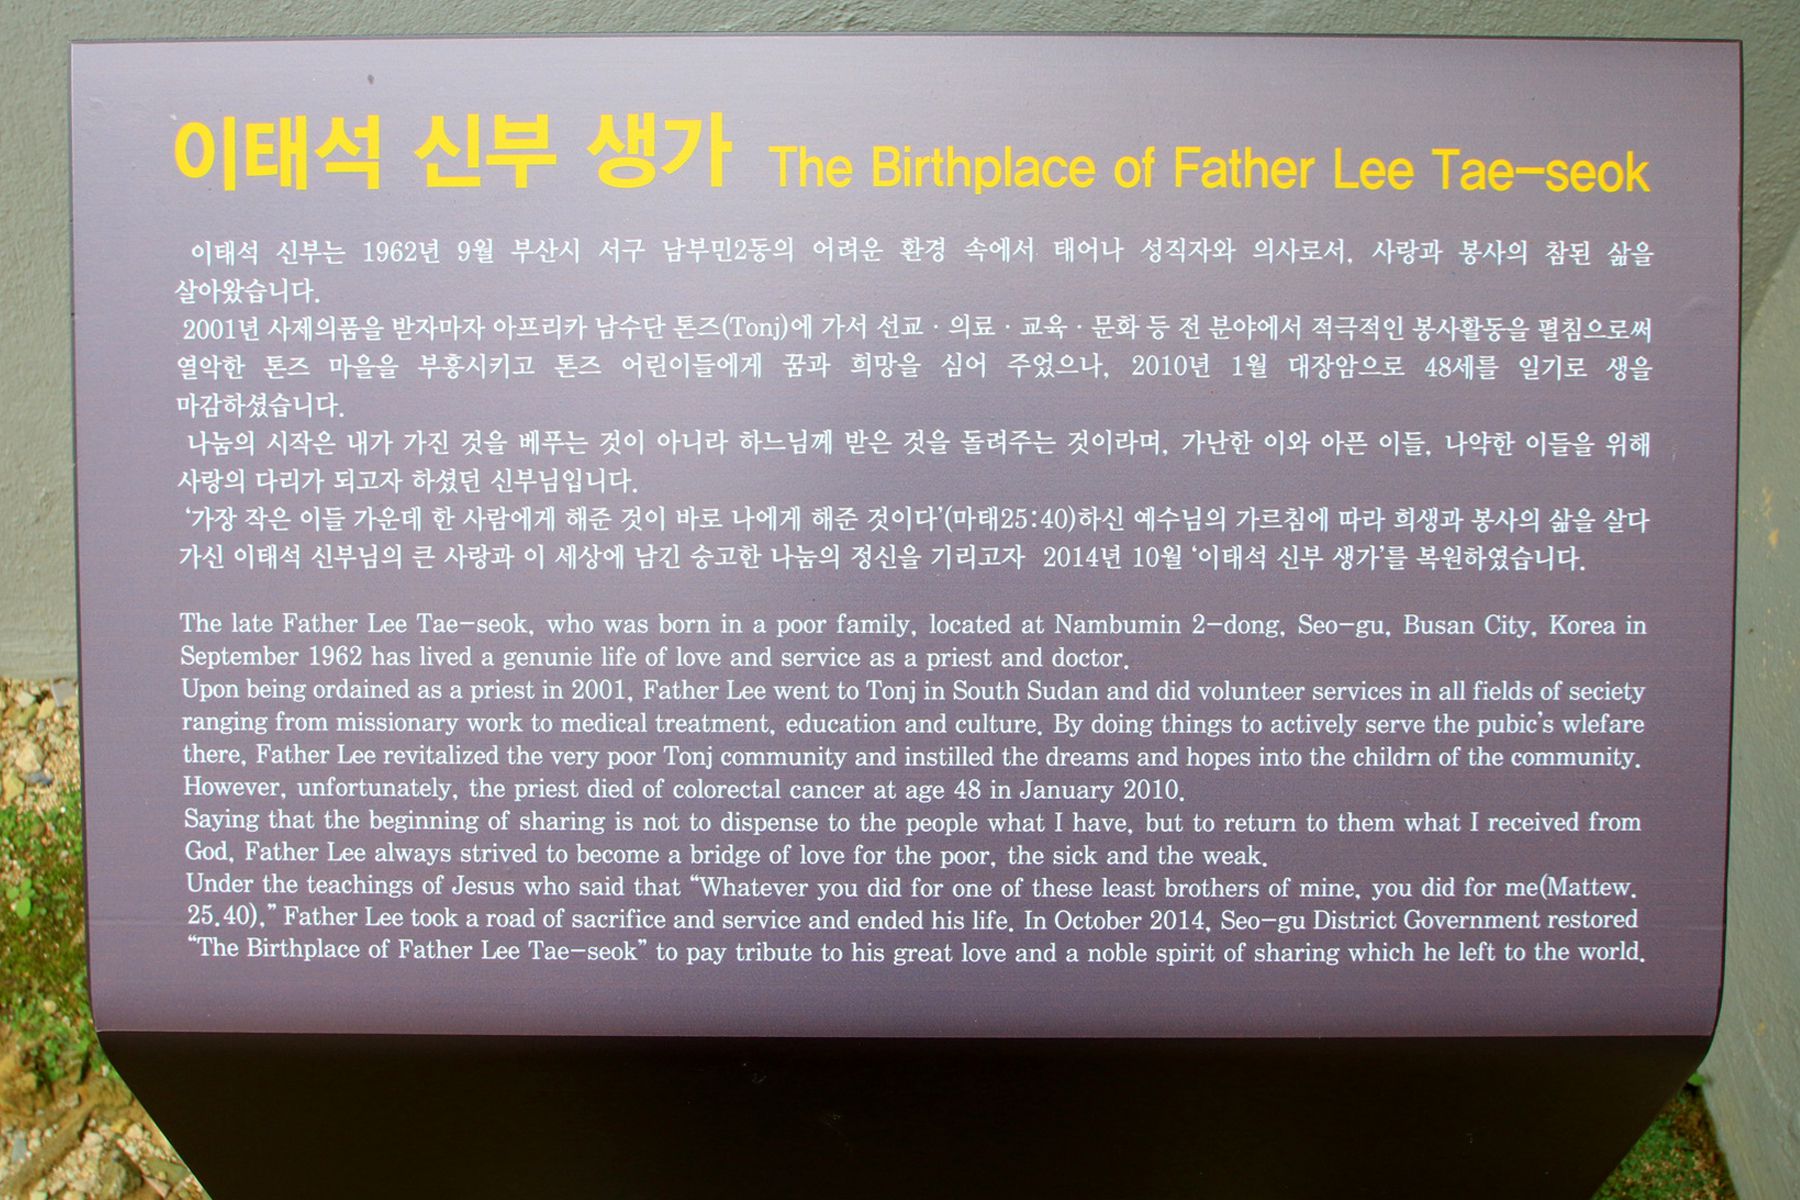 이태석 신부 생가 The Birthplace of Father Lee Tae-seok
이태석 신부는 1962년 9월 부산시 서구 남부민2동의 어려운 환경 속에서 태어나 성직자와 의사로서, 사랑과 봉사의 참된 삶을
살아왔습니다.
2001년 사제의품을 받자마자 아프리카 남수단 톤즈(Tonj)에 가서 선교·의료·교육·문화 등 전 분야에서 적극적인 봉사활동을 펼침으로써
열악한 톤즈 마을을 부흥시키고 톤즈 어린이들에게 꿈과 희망을 심어 주었으나, 2010년 1월 대장암으로 48세를 일기로 생을
마감하셨습니다.
나눔의 시작은 내가 가진 것을 베푸는 것이 아니라 하느님께 받은 것을 돌려주는 것이라며, 가난한 이와 아픈 이들, 나약한 이들을 위해
사랑의 다리가 되고자 하셨던 신부님입니다.
‘가장 작은 이들 가운데 한 사람에게 해준 것이 바로 나에게 해준 것이다’(마태25:40)하신 예수님의 가르침에 따라 희생과 봉사의 삶을 살다
가신 이태석 신부님의 큰 사랑과 이 세상에 남긴 숭고한 나눔의 정신을 기리고자 2014년 10월 ‘이태석 신부 생가’를 복원하였습니다.
The late Father Lee Tae-seok, who was born in a poor family, located at Nambumin 2-dong, Seo-gu, Busan City, Korea in
September 1962 has lived a genunie life of love and service as a priest and doctor.
Upon being ordained as a priest in 2001, Father Lee went to Tonj in South Sudan and did volunteer services in all fields of seciety
ranging from missionary work to medical treatment, education and culture. By doing things to actively serve the pubic’s wlefare
there, Father Lee revitalized the very poor Tonj community and instilled the dreams and hopes into the childrn of the community.
However, unfortunately, the priest died of colorectal cancer at age 48 in January 2010.
Saying that the beginning of sharing is not to dispense to the people what I have, but to return to them what I received from
God, Father Lee always strived to become a bridge of love for the poor, the sick and the weak.
Under the teachings of Jesus who said that “Whatever you did for one of these least brothers of mine, you did for me(Mattew.
25.40),” Father Lee took a road of sacrifice and service and ended his life. In October 2014, Seo-gu District Government restored
“The Birthplace of Father Lee Tae-seok” to pay tribute to his great love and a noble spirit of sharing which he left to the world.